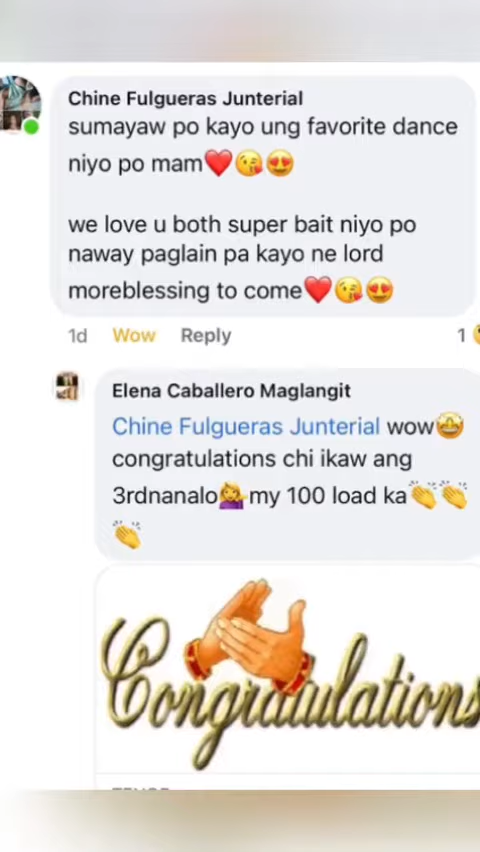 Chine Fulgueras Junterial
sumayaw po kayo ung favorite dance
niyo po mam❤️😘😍
we love u both super bait niyo po
naway paglain pa kayo ne lord
moreblessing to come❤️😘😍
1d Wow Reply 1
Elena Caballero Maglangit
Chine Fulgueras Junterial wow🤩
congratulations chi ikaw ang
3rdnanalo💁‍♀️my 100 load ka👏👏
👏
Congratulations